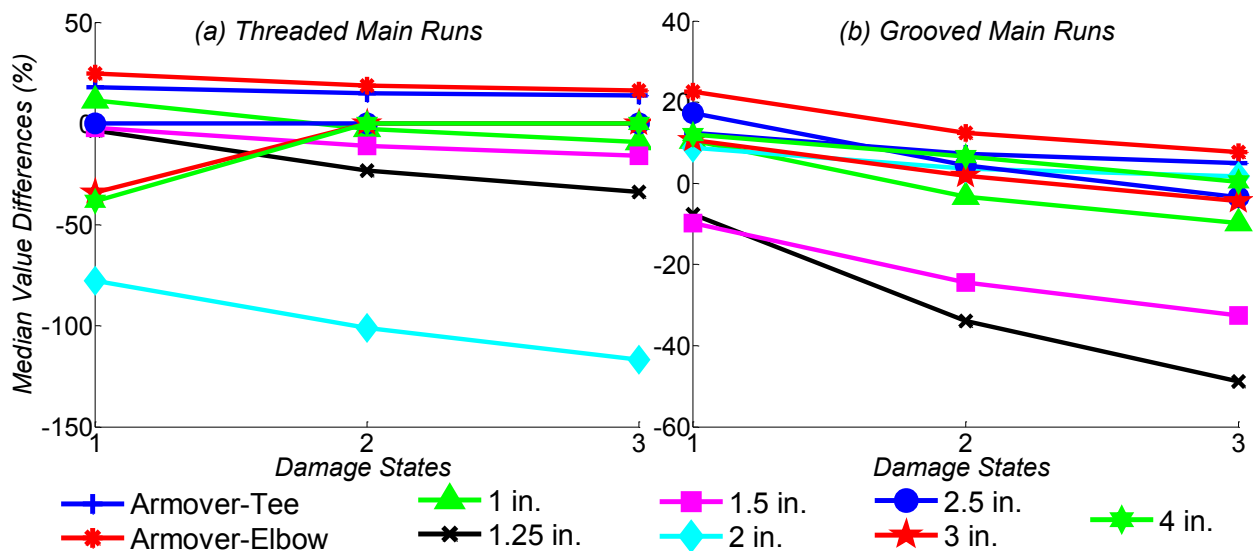 (a) Threaded Main Runs
(b) Grooved Main Runs
Median Value Differences (%)
50
0
-50
-100
-150
1
2
3
Damage States
40
20
0
-20
-40
-60
1
2
3
Damage States
Armover-Tee
1 in.
1.5 in.
2.5 in.
4 in.
Armover-Elbow
1.25 in.
2 in.
3 in.